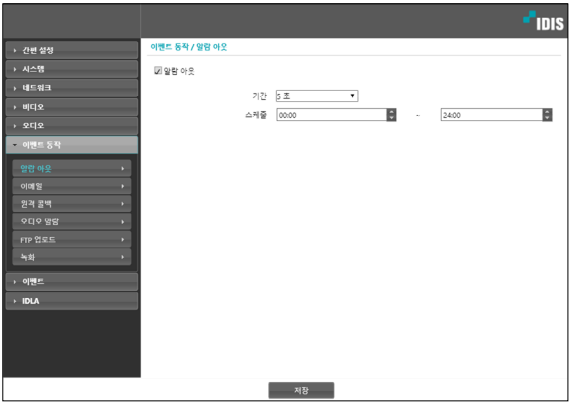 IDIS
간편 설정
시스템
네트워크
비디오
오디오
이벤트 동작
알람 아웃
이메일
원격 콜백
오디오 알람
FTP 업로드
녹화
이벤트
IDLA
이벤트 동작 / 알람 아웃
알람 아웃
기간 5 초
스케줄 00:00 ~ 24:00
저장